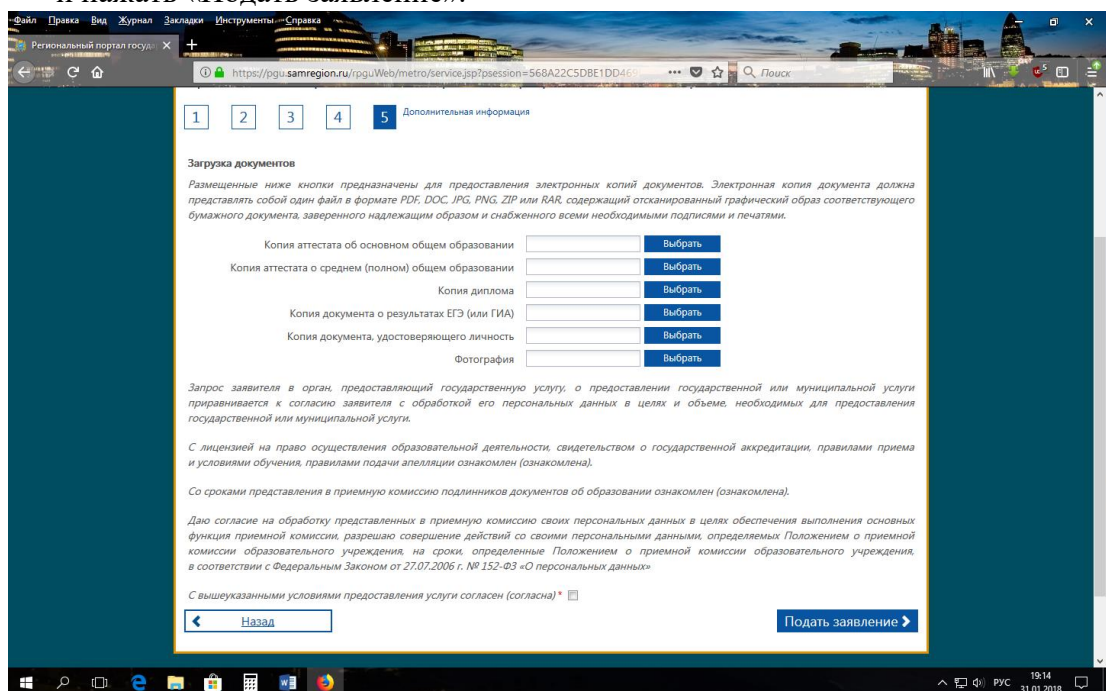 и нажать «Подать заявление».
Файл Правка Вид Журнал Закладки Инструменты Справка
Региональный портал госуда
https://pgu.samregion.ru/rpguWeb/metro/service.jsp?psession=568A22C5DBE1DD469
Поиск
5
1 2 3 4 5 Дополнительная информация
Загрузка документов
Размещенные ниже кнопки предназначены для предоставления электронных копий документов. Электронная копия документа должна
представлять собой один файл в формате PDF, DOC, JPG, PNG, ZIP или RAR, содержащий отсканированный графический образ соответствующего
бумажного документа, заверенного надлежащим образом и снабженного всеми необходимыми подписями и печатями.
Копия аттестата об основном общем образовании Выбрать
Копия аттестата о среднем (полном) общем образовании Выбрать
Копия диплома Выбрать
Копия документа о результатах ЕГЭ (или ГИА) Выбрать
Копия документа, удостоверяющего личность Выбрать
Фотография Выбрать
Запрос заявителя в орган, предоставляющий государственную услугу, о предоставлении государственной или муниципальной услуги
приравнивается к согласию заявителя с обработкой его персональных данных в целях и объеме, необходимых для предоставления
государственной или муниципальной услуги.
С лицензией на право осуществления образовательной деятельности, свидетельством о государственной аккредитации, правилами приема
и условиями обучения, правилами подачи апелляции ознакомлен (ознакомлена).
Со сроками представления в приемную комиссию подлинников документов об образовании ознакомлен (ознакомлена).
Даю согласие на обработку представленных в приемную комиссию своих персональных данных в целях обеспечения выполнения основных
функция приемной комиссии, разрешаю совершение действий со своими персональными данными, определяемых Положением о приемной
комиссии образовательного учреждения, на сроки, определенные Положением о приемной комиссии образовательного учреждения,
в соответствии с Федеральным Законом от 27.07.2006 г. № 152-ФЗ «О персональных данных»
С вышеуказанными условиями предоставления услуги согласен (согласна) *
Назад
Подать заявление
РУС
19:14
31.01.2018